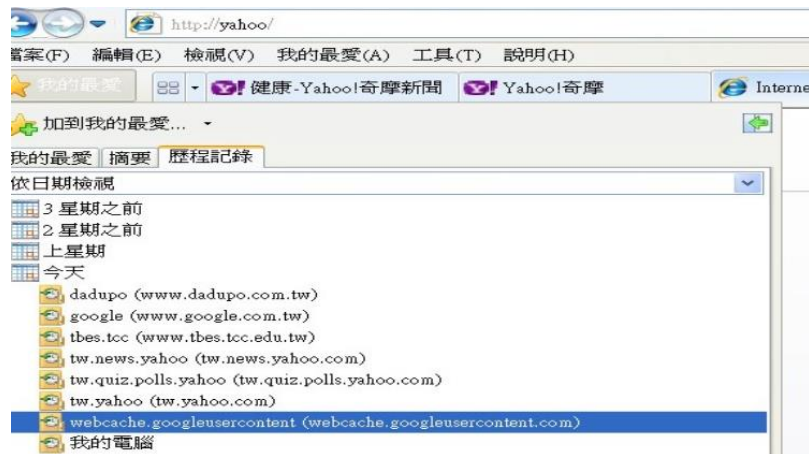 http://yahoo/
檔案(F) 編輯(E) 檢視(V) 我的最愛(A) 工具(T) 說明(H)
我的最愛 健康-Yahoo!奇摩新聞 Yahoo!奇摩 Interne
加到我的最愛...
我的最愛 摘要 歷程記錄
依日期檢視
3 星期之前
2 星期之前
上星期
今天
dadupo (www.dadupo.com.tw)
google (www.google.com.tw)
tbes.tcc (www.tbes.tcc.edu.tw)
tw.news.yahoo (tw.news.yahoo.com)
tw.quiz.polls.yahoo (tw.quiz.polls.yahoo.com)
tw.yahoo (tw.yahoo.com)
webcache.googleusercontent (webcache.googleusercontent.com)
我的電腦